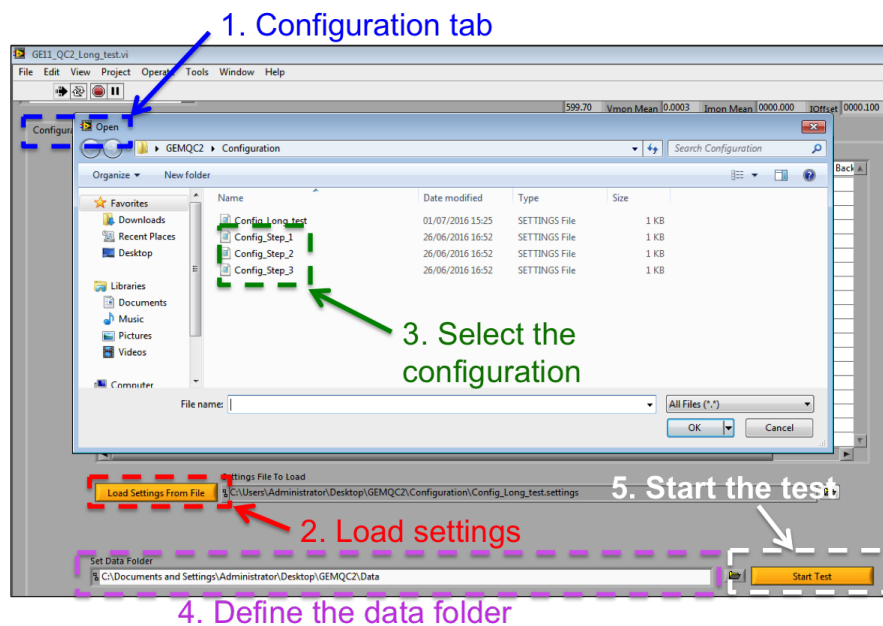 1. Configuration tab
GE11_QC2_Long_test.vi
File Edit View Project Operate Tools Window Help
599.70 Vmon Mean 0.0003 Imon Mean 0000.000 IOffset 0000.100
Open
GEMQC2 Configuration Search Configuration
Organize New folder
Back
Name Date modified Type Size
Favorites
Downloads
Recent Places
Desktop
Libraries
Documents
Music
Pictures
Videos
Computer
Config_Long_test 01/07/2016 15:25 SETTINGS File 1 KB
Config_Step_1 26/06/2016 16:52 SETTINGS File 1 KB
Config_Step_2 26/06/2016 16:52 SETTINGS File 1 KB
Config_Step_3 26/06/2016 16:52 SETTINGS File 1 KB
3. Select the
configuration
File name: All Files (*.*)
OK Cancel
Settings File To Load
Load Settings From File C:\Users\Administrator\Desktop\GEMQC2\Configuration\Config_Long_test.settings
5. Start the test
2. Load settings
Set Data Folder
C:\Documents and Settings\Administrator\Desktop\GEMQC2\Data
Start Test
4. Define the data folder